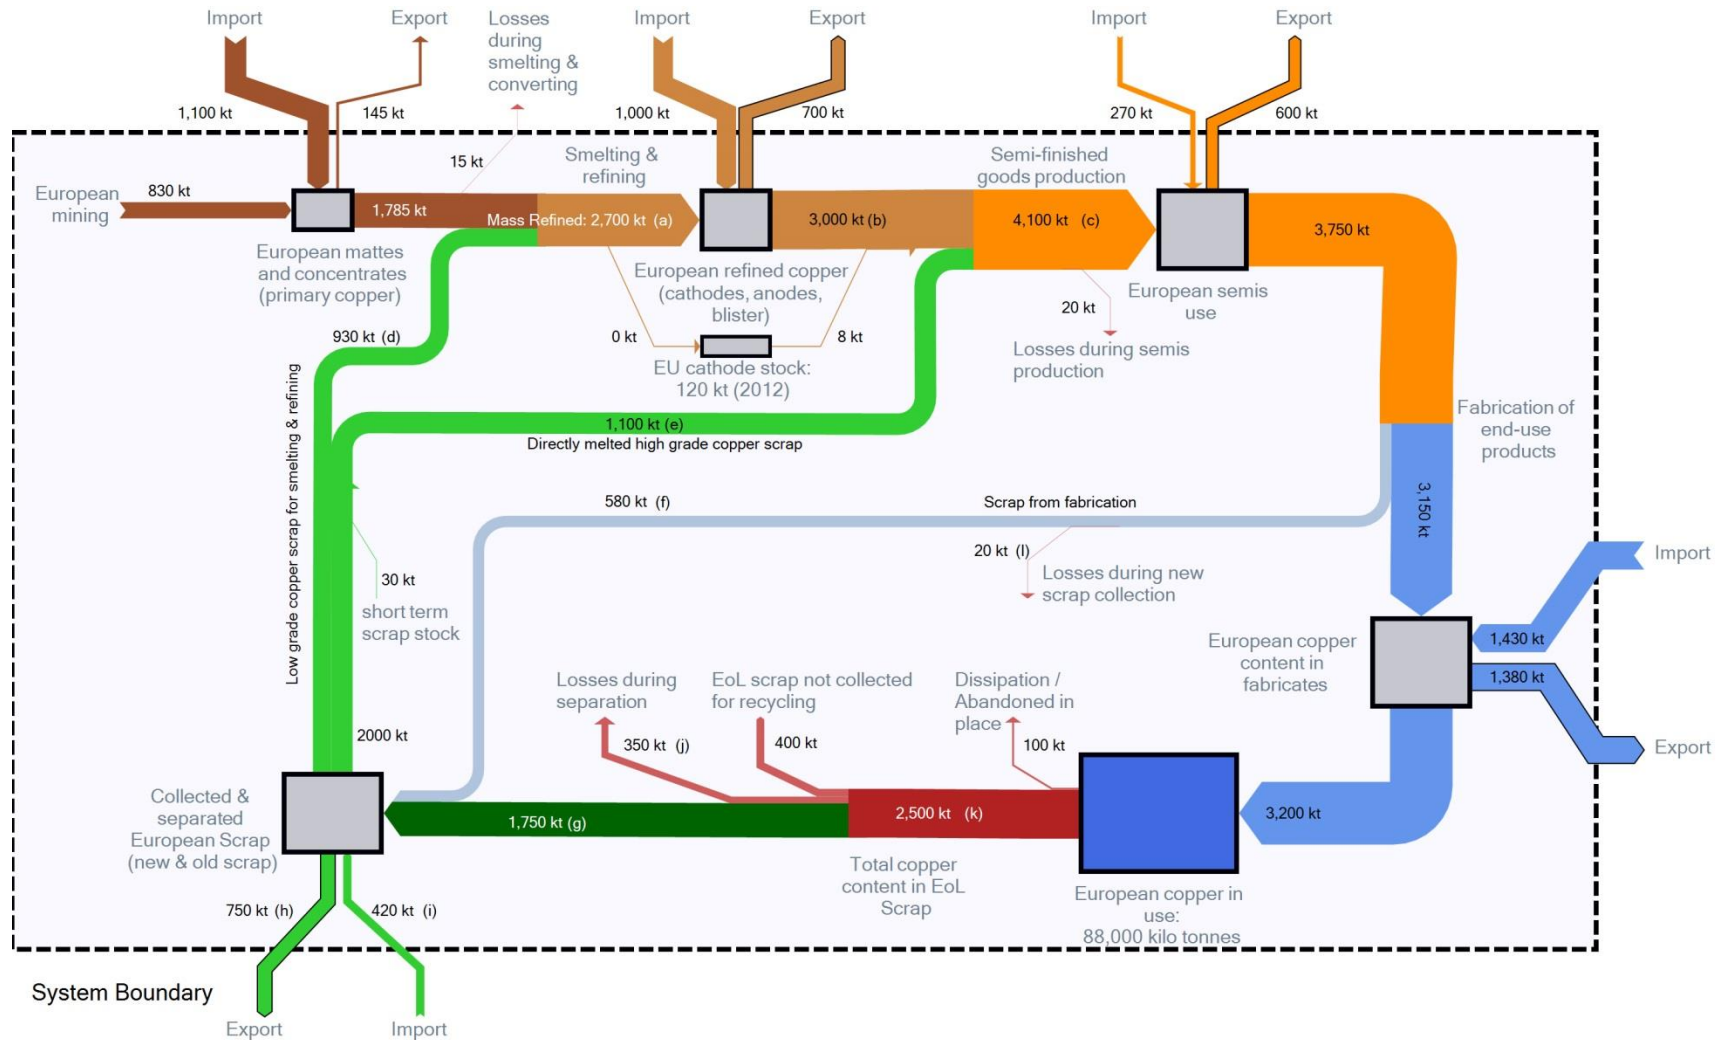 Import
Export
Losses
during
smelting &
converting
Import
Export
Import
Export
1,100 kt
145 kt
1,000 kt
700 kt
270 kt
600 kt
15 kt
Smelting &
refining
Semi-finished
goods production
European
mining
830 kt
1,785 kt
Mass Refined: 2,700 kt (a)
3,000 kt (b)
4,100 kt (c)
3,750 kt
European mattes
and concentrates
(primary copper)
European refined copper
(cathodes, anodes,
blister)
European semis
use
20 kt
Losses during semis
production
930 kt (d)
0 kt
8 kt
EU cathode stock:
120 kt (2012)
1,100 kt (e)
Directly melted high grade copper scrap
Fabrication of
end-use
products
Low grade copper scrap for smelting & refining
580 kt (f)
Scrap from fabrication
3,150 kt
20 kt (l)
Losses during new
scrap collection
30 kt
short term
scrap stock
Import
1,430 kt
European copper
content in
fabricates
1,380 kt
Export
Losses during
separation
EoL scrap not collected
for recycling
Dissipation /
Abandoned in
place
2000 kt
350 kt (j)
400 kt
100 kt
Collected &
separated
European Scrap
(new & old scrap)
1,750 kt (g)
2,500 kt (k)
3,200 kt
Total copper
content in EoL
Scrap
European copper in
use:
88,000 kilo tonnes
750 kt (h)
420 kt (i)
System Boundary
Export
Import